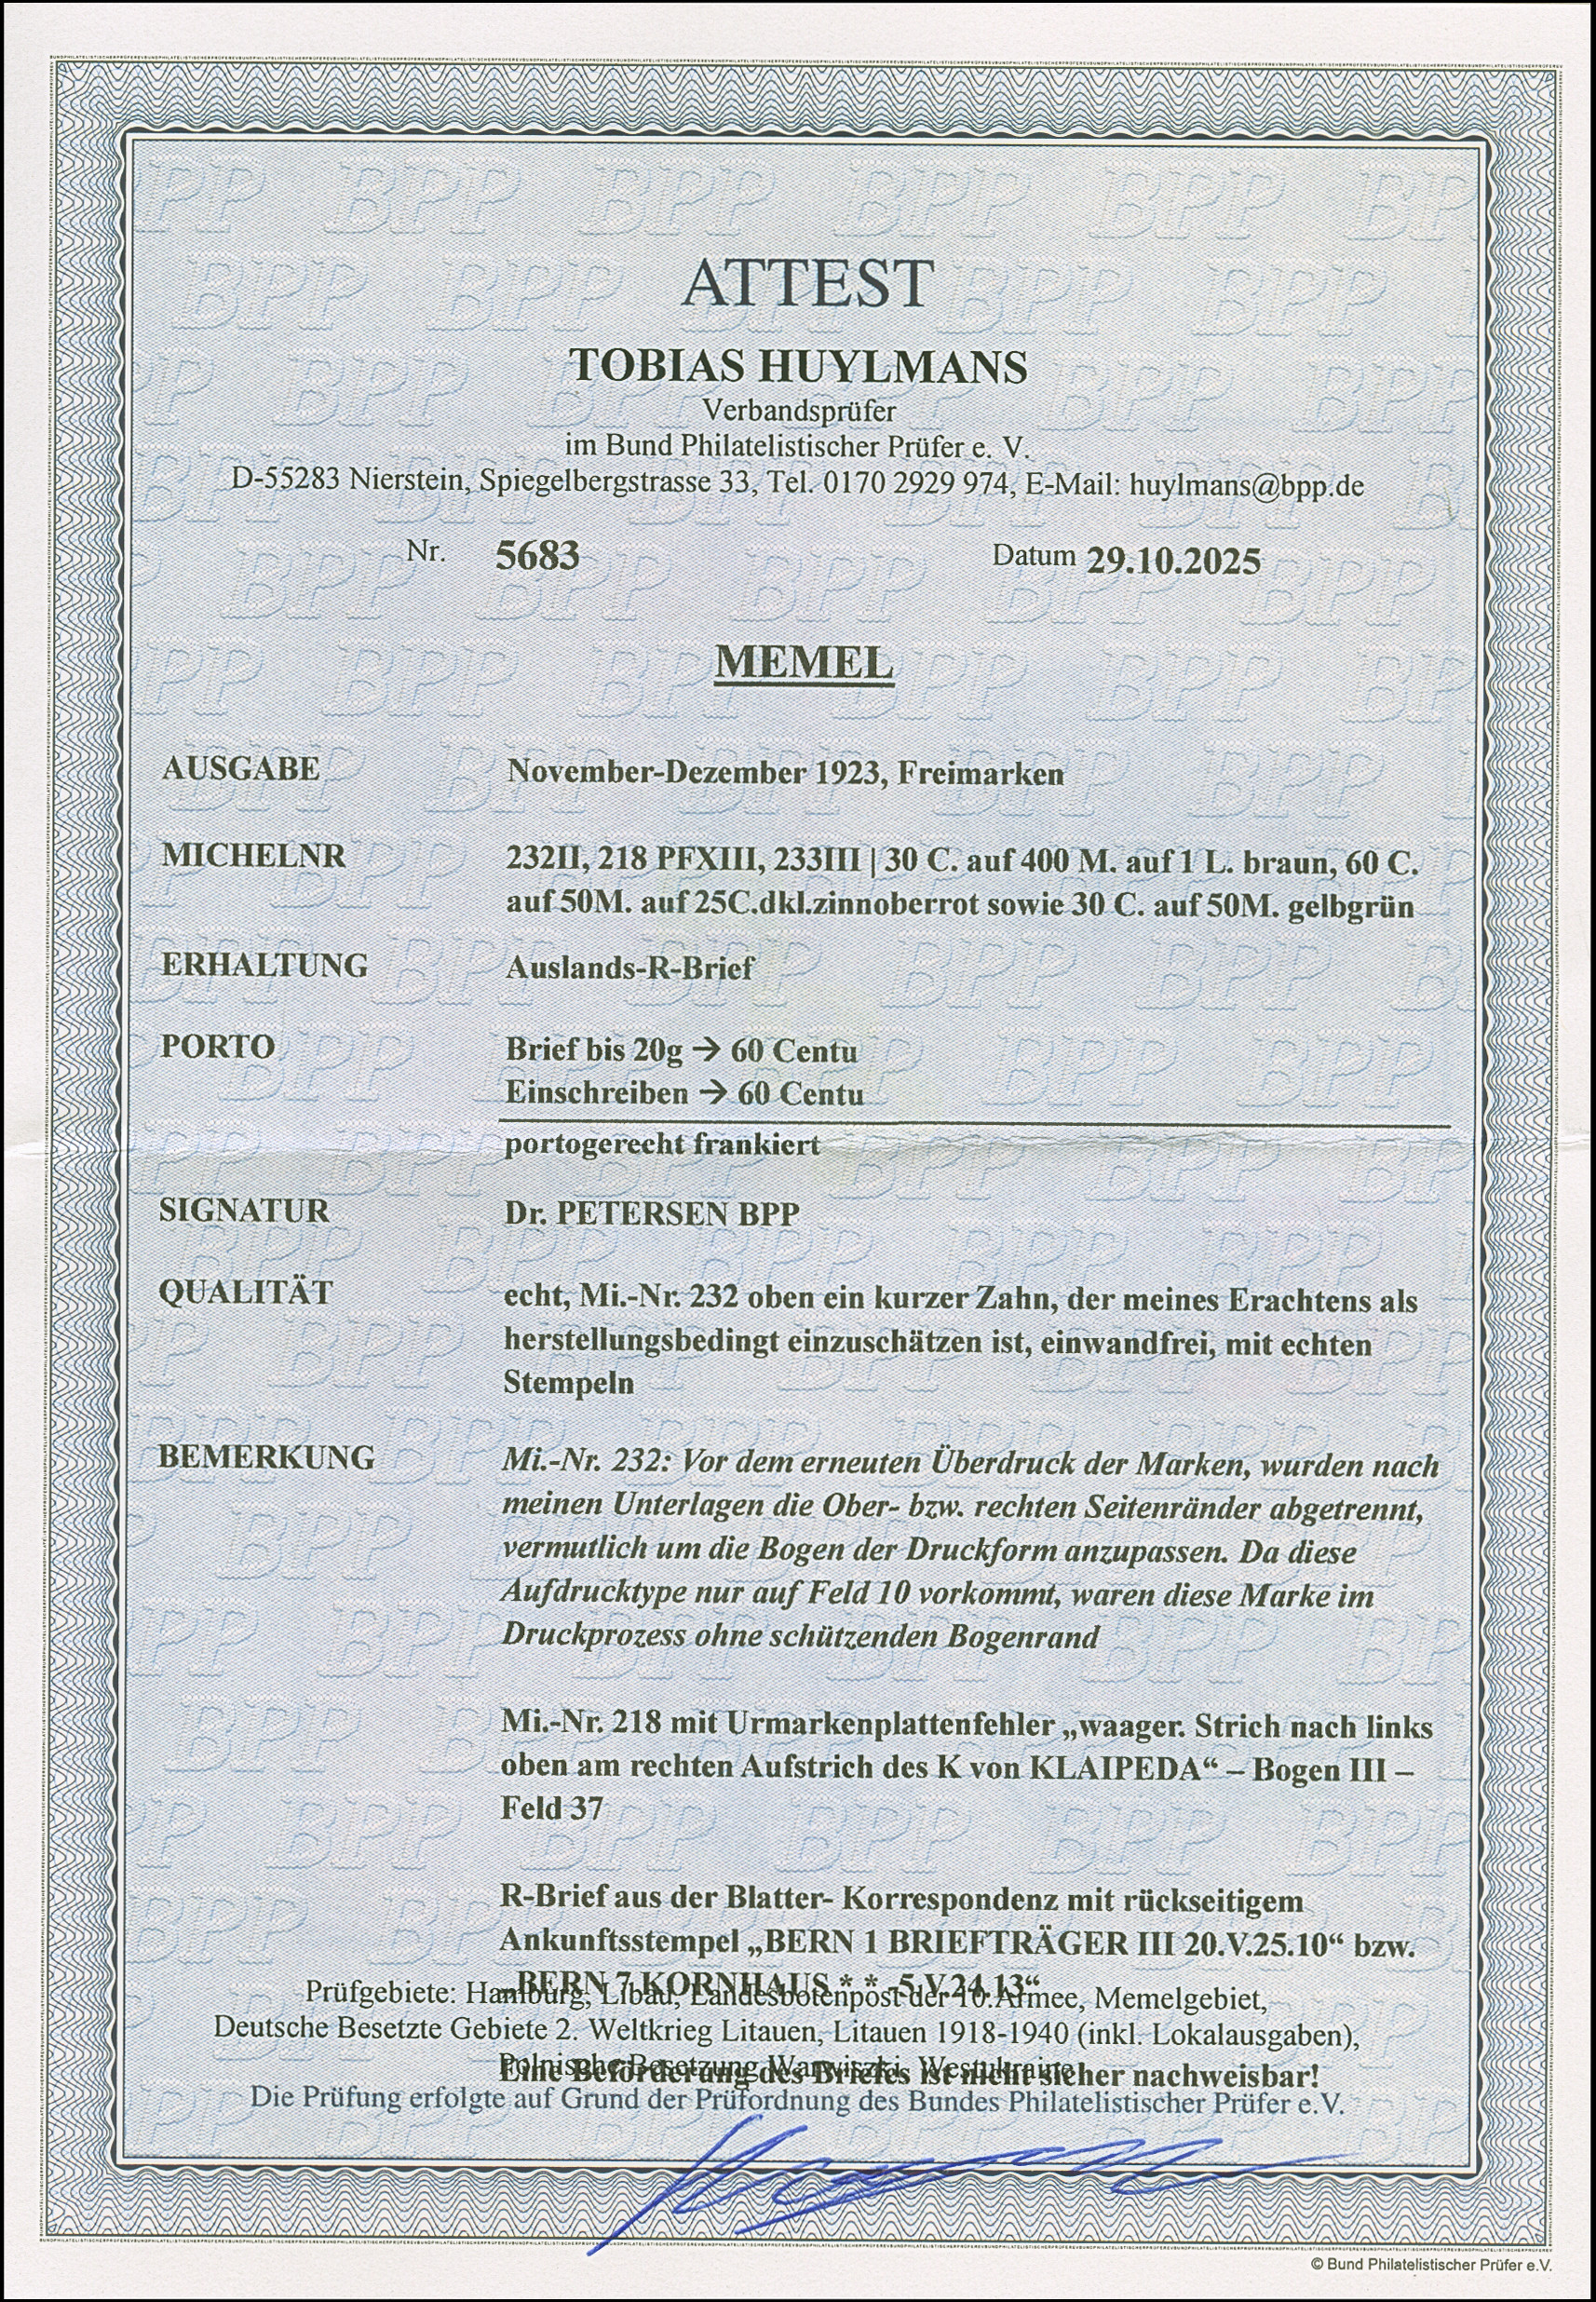 ATTEST
TOBIAS HUYLMANS
Verbandsprüfer
im Bund Philatelistischer Prüfer e. V.
D-55283 Nierstein, Spiegelbergstrasse 33, Tel. 0170 2929 974, E-Mail: huylmans@bpp.de
Nr. 5683 Datum 29.10.2025
MEMEL
AUSGABE November-Dezember 1923, Freimarken
MICHELNR 232II, 218 PFXIII, 233III | 30 C. auf 400 M. auf 1 L. braun, 60 C.
auf 50M. auf 25C.dkl.zinnoberrot sowie 30 C. auf 50M. gelbgrün
ERHALTUNG Auslands-R-Brief
PORTO Brief bis 20g → 60 Centu
Einschreiben → 60 Centu
portogerecht frankiert
SIGNATUR Dr. PETERSEN BPP
QUALITÄT echt, Mi.-Nr. 232 oben ein kurzer Zahn, der meines Erachtens als
herstellungsbedingt einzuschätzen ist, einwandfrei, mit echten
Stempeln
BEMERKUNG Mi.-Nr. 232: Vor dem erneuten Überdruck der Marken, wurden nach
meinen Unterlagen die Ober- bzw. rechten Seitenränder abgetrennt,
vermutlich um die Bogen der Druckform anzupassen. Da diese
Aufdrucktype nur auf Feld 10 vorkommt, waren diese Marke im
Druckprozess ohne schützenden Bogenrand
Mi.-Nr. 218 mit Urmarkenplattenfehler „waager. Strich nach links
oben am rechten Aufstrich des K von KLAIPEDA“ – Bogen III –
Feld 37
R-Brief aus der Blatter- Korrespondenz mit rückseitigem
Ankunftsstempel „BERN 1 BRIEFTRÄGER III 20.V.25.10“ bzw.
„BERN 7 KORNHAUS * * -5.V.24.13“
Prüfgebiete: Hamburg, Libau, Landesbotenpost der 10.Armee, Memelgebiet,
Deutsche Besetzte Gebiete 2. Weltkrieg Litauen, Litauen 1918-1940 (inkl. Lokalausgaben),
Polnische Besetzung Warwiszki, Westukraine
Eine Beförderung des Briefes ist nicht sicher nachweisbar!
Die Prüfung erfolgte auf Grund der Prüfordnung des Bundes Philatelistischer Prüfer e.V.
© Bund Philatelistischer Prüfer e.V.